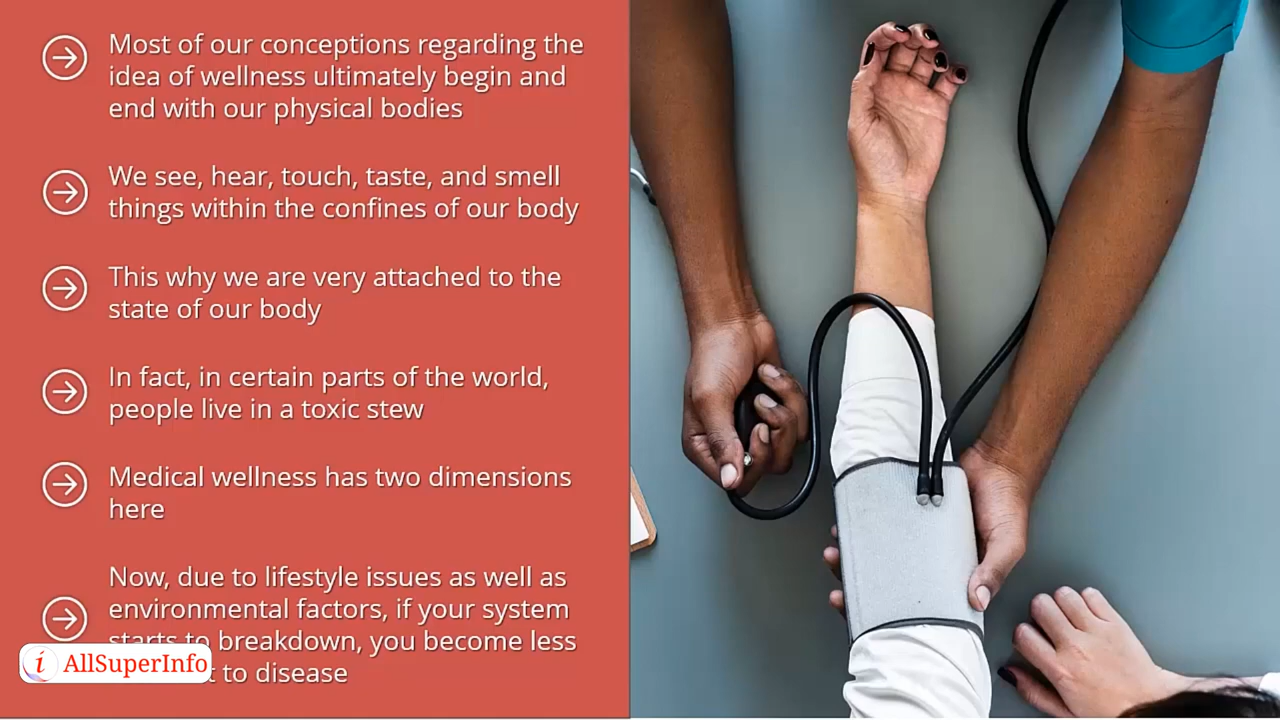 Most of our conceptions regarding the
idea of wellness ultimately begin and
end with our physical bodies
We see, hear, touch, taste, and smell
things within the confines of our body
This why we are very attached to the
state of our body
In fact, in certain parts of the world,
people live in a toxic stew
Medical wellness has two dimensions
here
Now, due to lifestyle issues as well as
environmental factors, if your system
starts to breakdown, you become less
t to disease
i AllSuperInfo